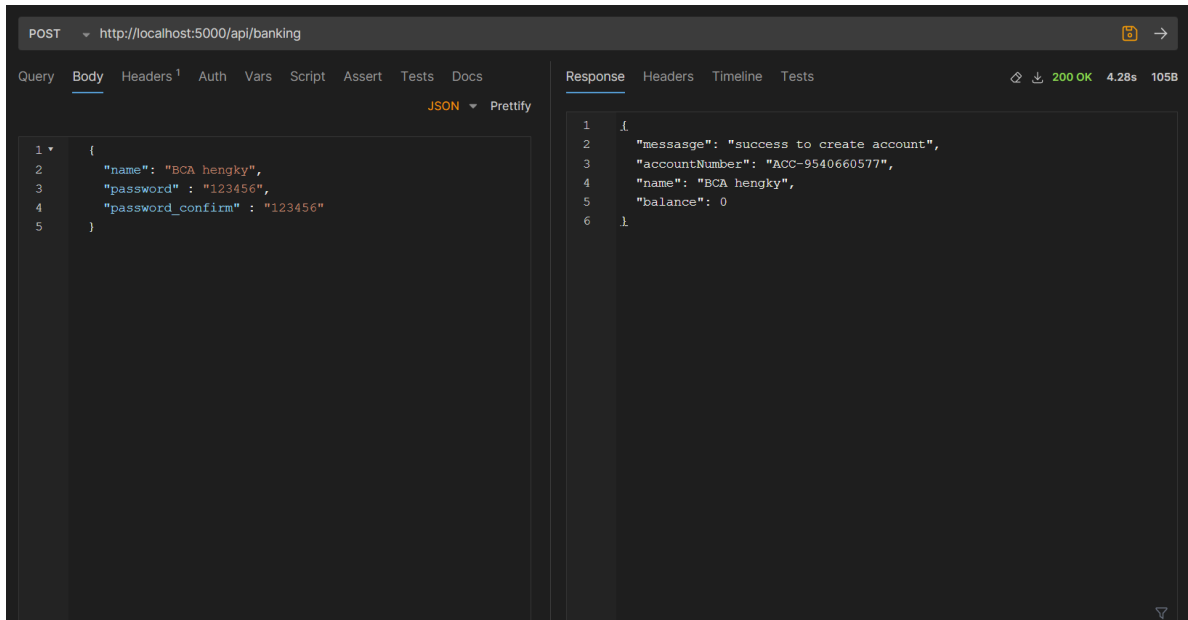 POST http://localhost:5000/api/banking
Query Body Headers 1 Auth Vars Script Assert Tests Docs
JSON Prettify
1 {
2 "name": "BCA hengky",
3 "password" : "123456",
4 "password_confirm" : "123456"
5 }
Response Headers Timeline Tests 200 OK 4.28s 105B
1 {
2 "messasge": "success to create account",
3 "accountNumber": "ACC-9540660577",
4 "name": "BCA hengky",
5 "balance": 0
6 }